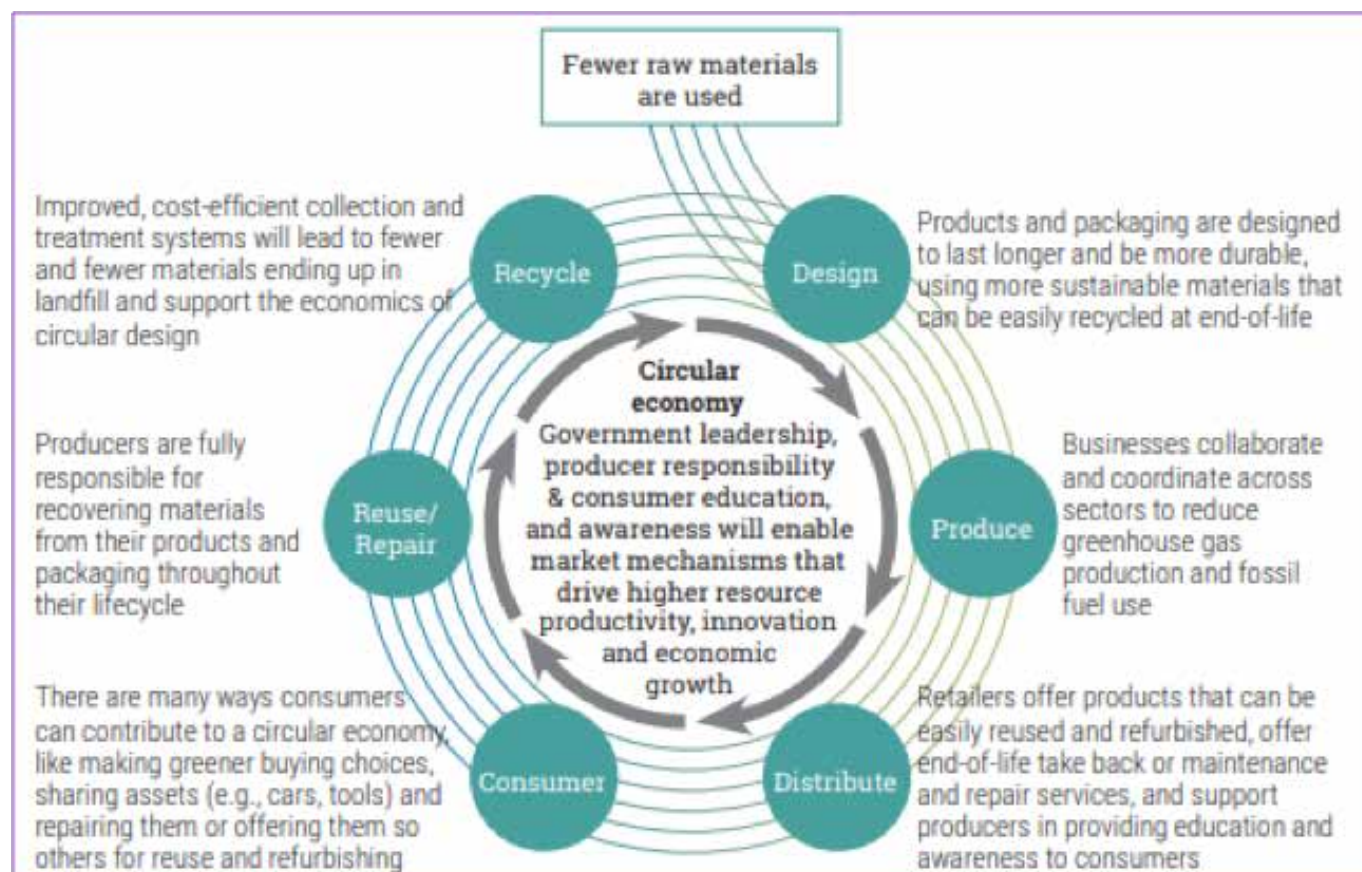 Fewer raw materials
are used
Improved, cost-efficient collection and
treatment systems will lead to fewer
and fewer materials ending up in
landfill and support the economics of
circular design
Recycle
Design
Products and packaging are designed
to last longer and be more durable,
using more sustainable materials that
can be easily recycled at end-of-life
Circular
economy
Government leadership,
producer responsibility
& consumer education,
and awareness will enable
market mechanisms that
drive higher resource
productivity, innovation
and economic
growth
Producers are fully
responsible for
recovering materials
from their products and
packaging throughout
their lifecycle
Reuse/
Repair
Produce
Businesses collaborate
and coordinate across
sectors to reduce
greenhouse gas
production and fossil
fuel use
There are many ways consumers
can contribute to a circular economy,
like making greener buying choices,
sharing assets (e.g., cars, tools) and
repairing them or offering them so
others for reuse and refurbishing
Consumer
Distribute
Retailers offer products that can be
easily reused and refurbished, offer
end-of-life take back or maintenance
and repair services, and support
producers in providing education and
awareness to consumers